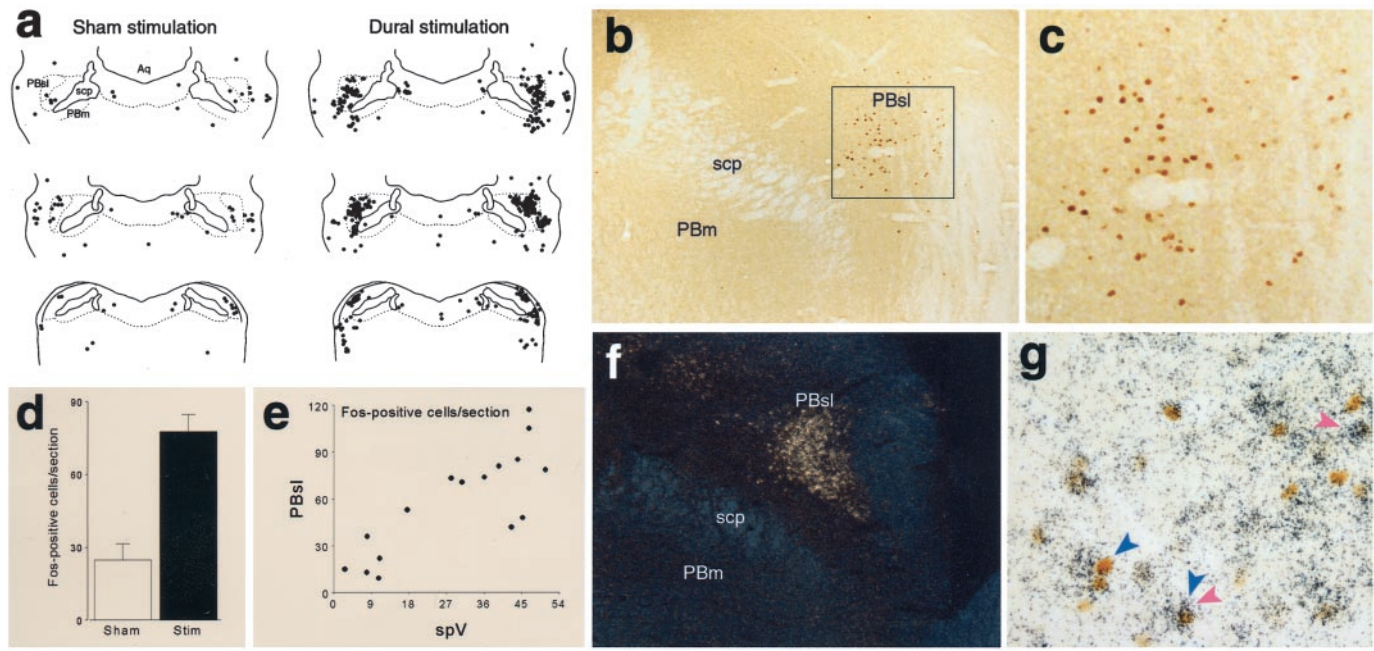 a
Sham stimulation
Dural stimulation
Aq
PBsl
scp
PBm
b
PBsl
scp
PBm
c
d
Fos-positive cells/section
90
60
30
0
Sham
Stim
e
Fos-positive cells/section
PBsl
120
90
60
30
0
0
9
18
27
36
45
54
spV
f
PBsl
scp
PBm
g